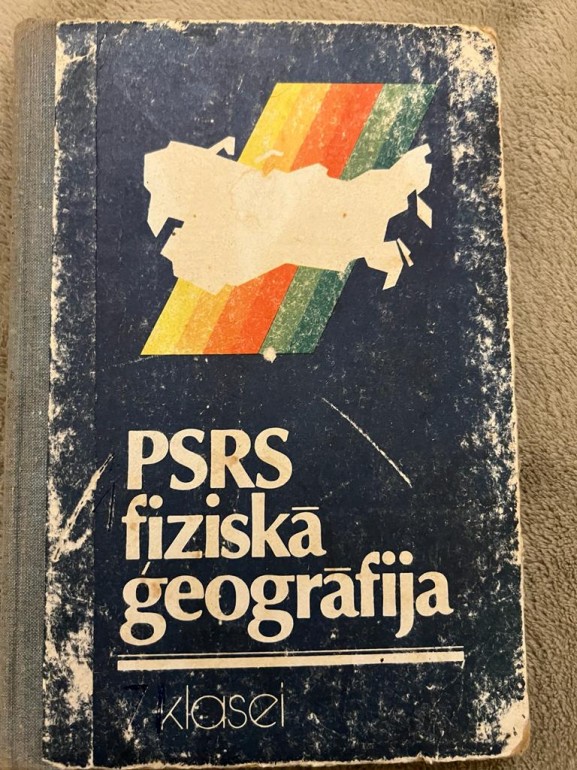 PSRS
fiziskā
ģeogrāfija
7. klasei